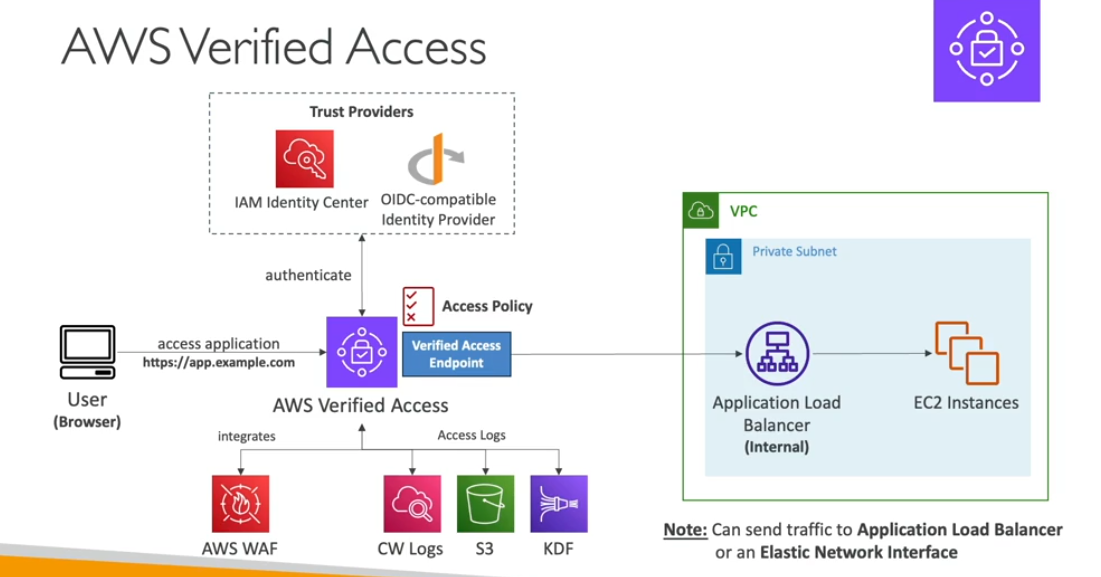 AWS Verified Access
Trust Providers
IAM Identity Center
OIDC-compatible
Identity Provider
authenticate
Access Policy
Verified Access
Endpoint
access application
https://app.example.com
User
(Browser)
AWS Verified Access
integrates
Access Logs
AWS WAF
CW Logs
S3
KDF
VPC
Private Subnet
Application Load
Balancer
(Internal)
EC2 Instances
Note: Can send traffic to Application Load Balancer
or an Elastic Network Interface